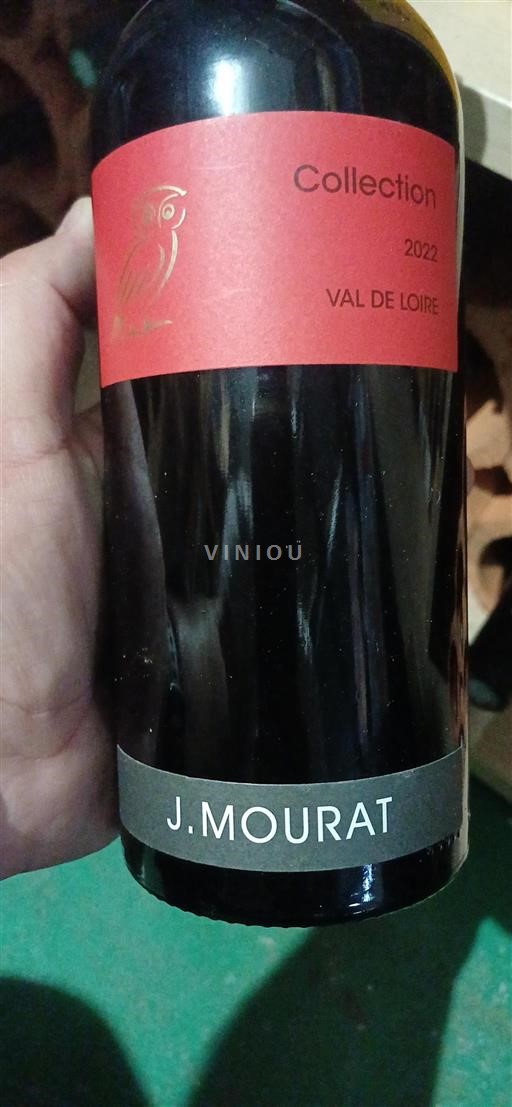 Collection
2022
VAL DE LOIRE
VINIOU
J.MOURAT